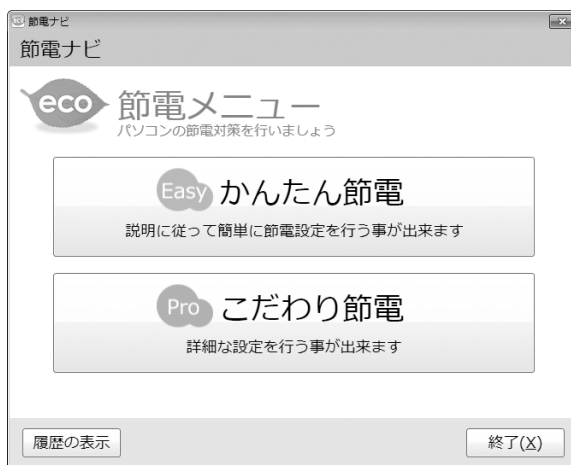 節電ナビ
節電ナビ
eco
節電メニュー
パソコンの節電対策を行いましょう
Easy かんたん節電
説明に従って簡単に節電設定を行う事が出来ます
Pro こだわり節電
詳細な設定を行う事が出来ます
履歴の表示 終了(X)